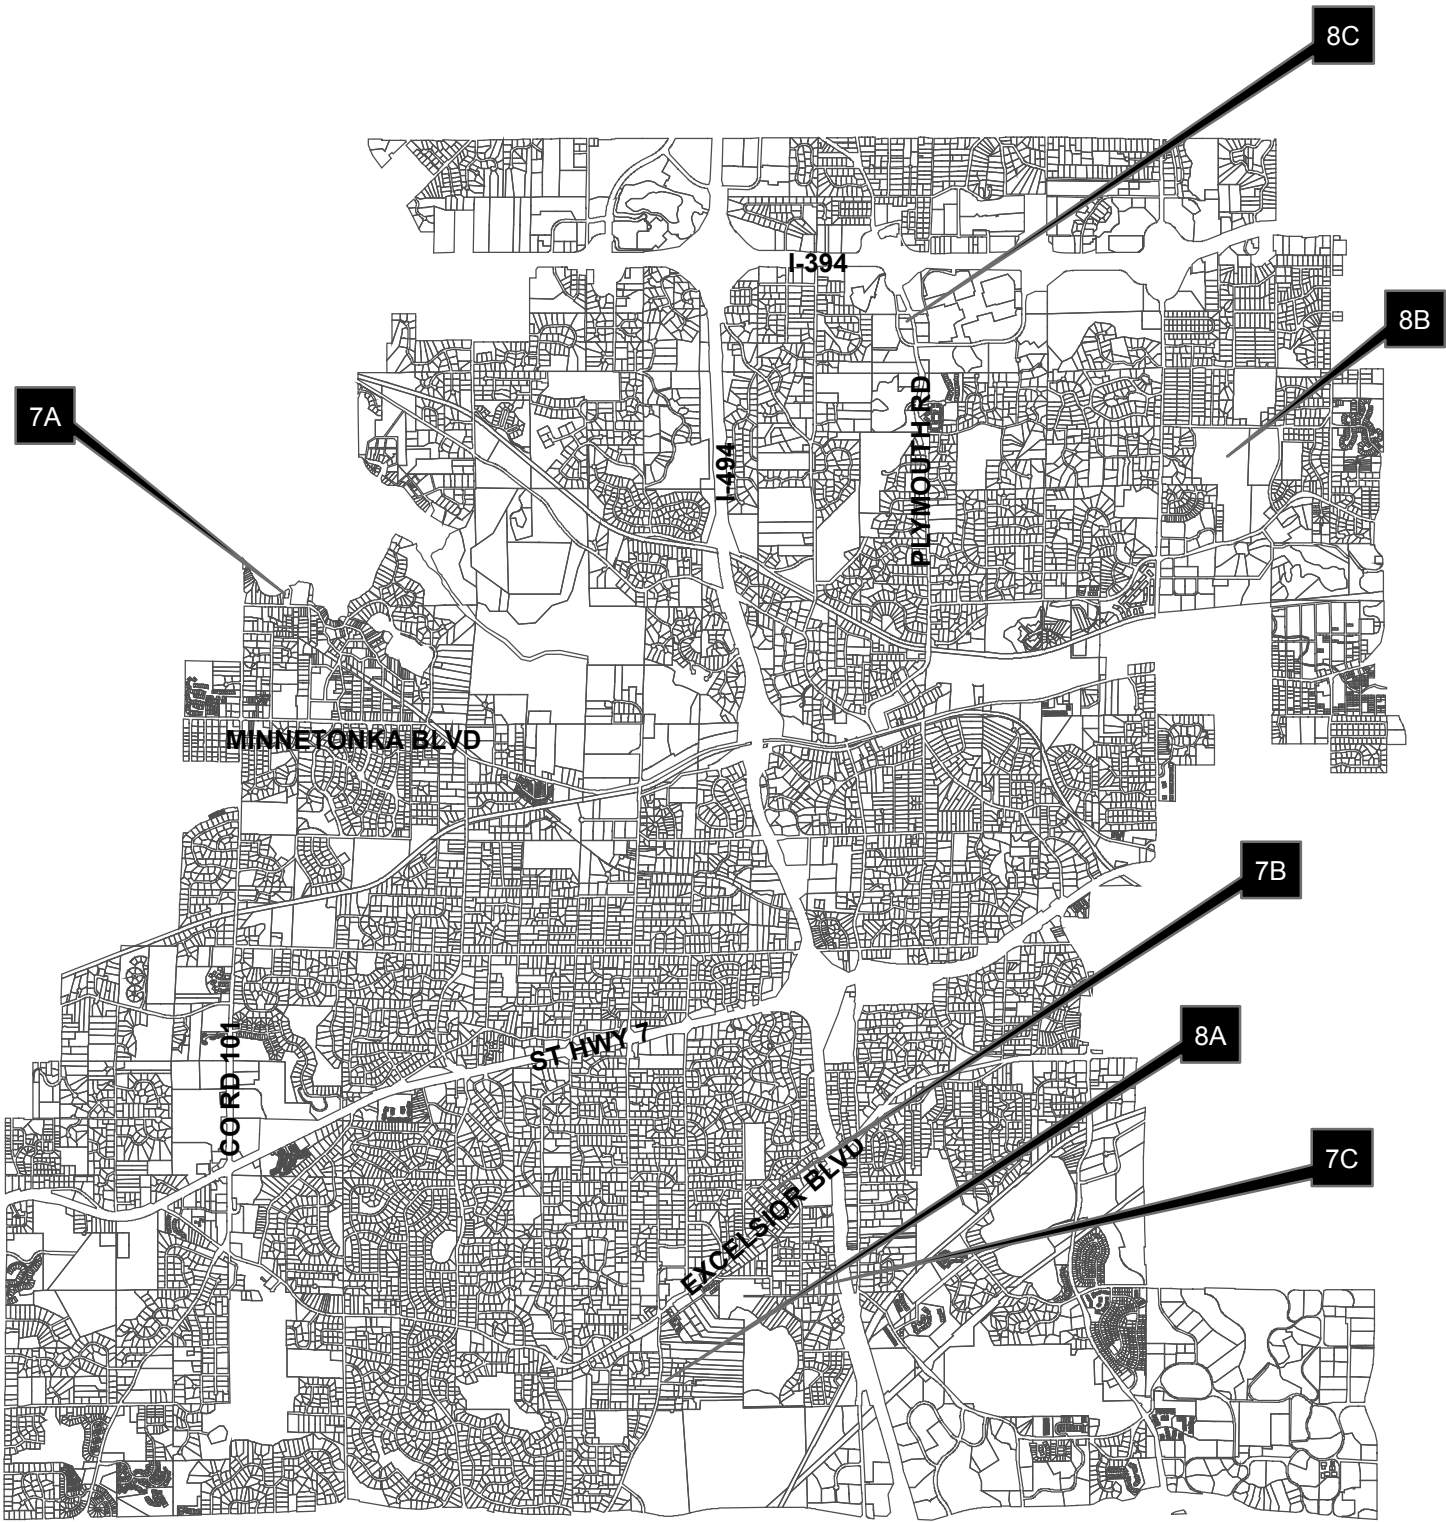 8C
I-394
8B
7A
PLYMOUTH RD
I-494
MINNETONKA BLVD
7B
8A
ST HWY 7
CO RD 101
7C
EXCELSIOR BLVD